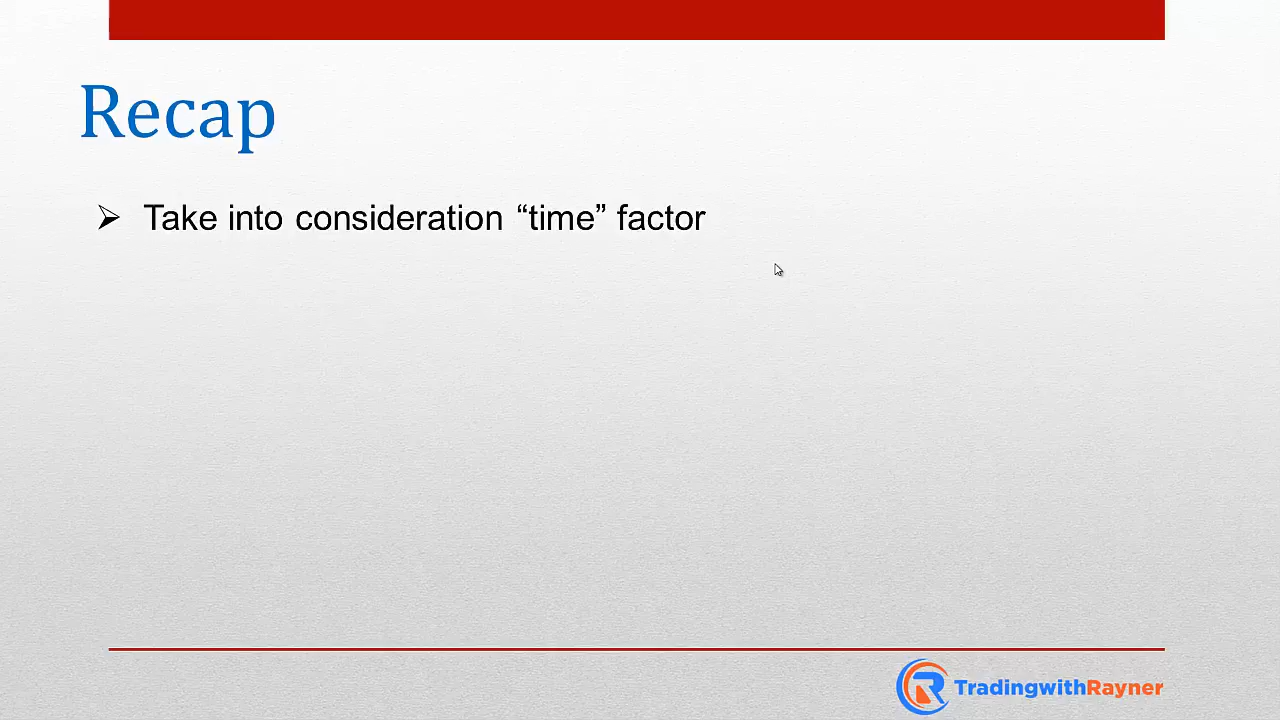 Recap
Take into consideration “time” factor
TradingwithRayner